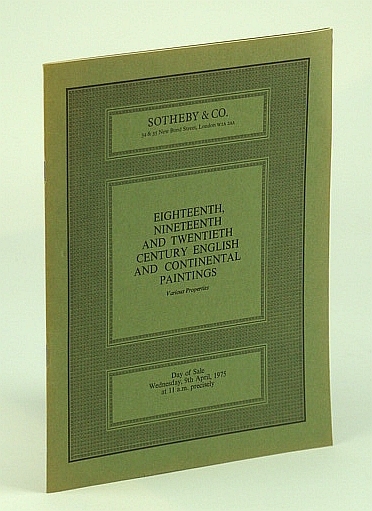 SOTHEBY & CO.
34 & 35 New Bond Street, London W1A 2AA
EIGHTEENTH,
NINETEENTH
AND TWENTIETH
CENTURY ENGLISH
AND CONTINENTAL
PAINTINGS
Various Properties
Day of Sale
Wednesday, 9th April, 1975
at 11 a.m. precisely